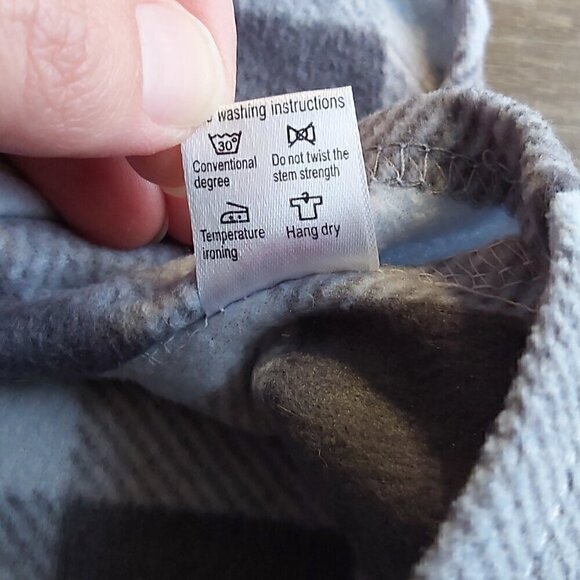 washing instructions
30°
Conventional
degree
Do not twist the
stem strength
Temperature
ironing
Hang dry